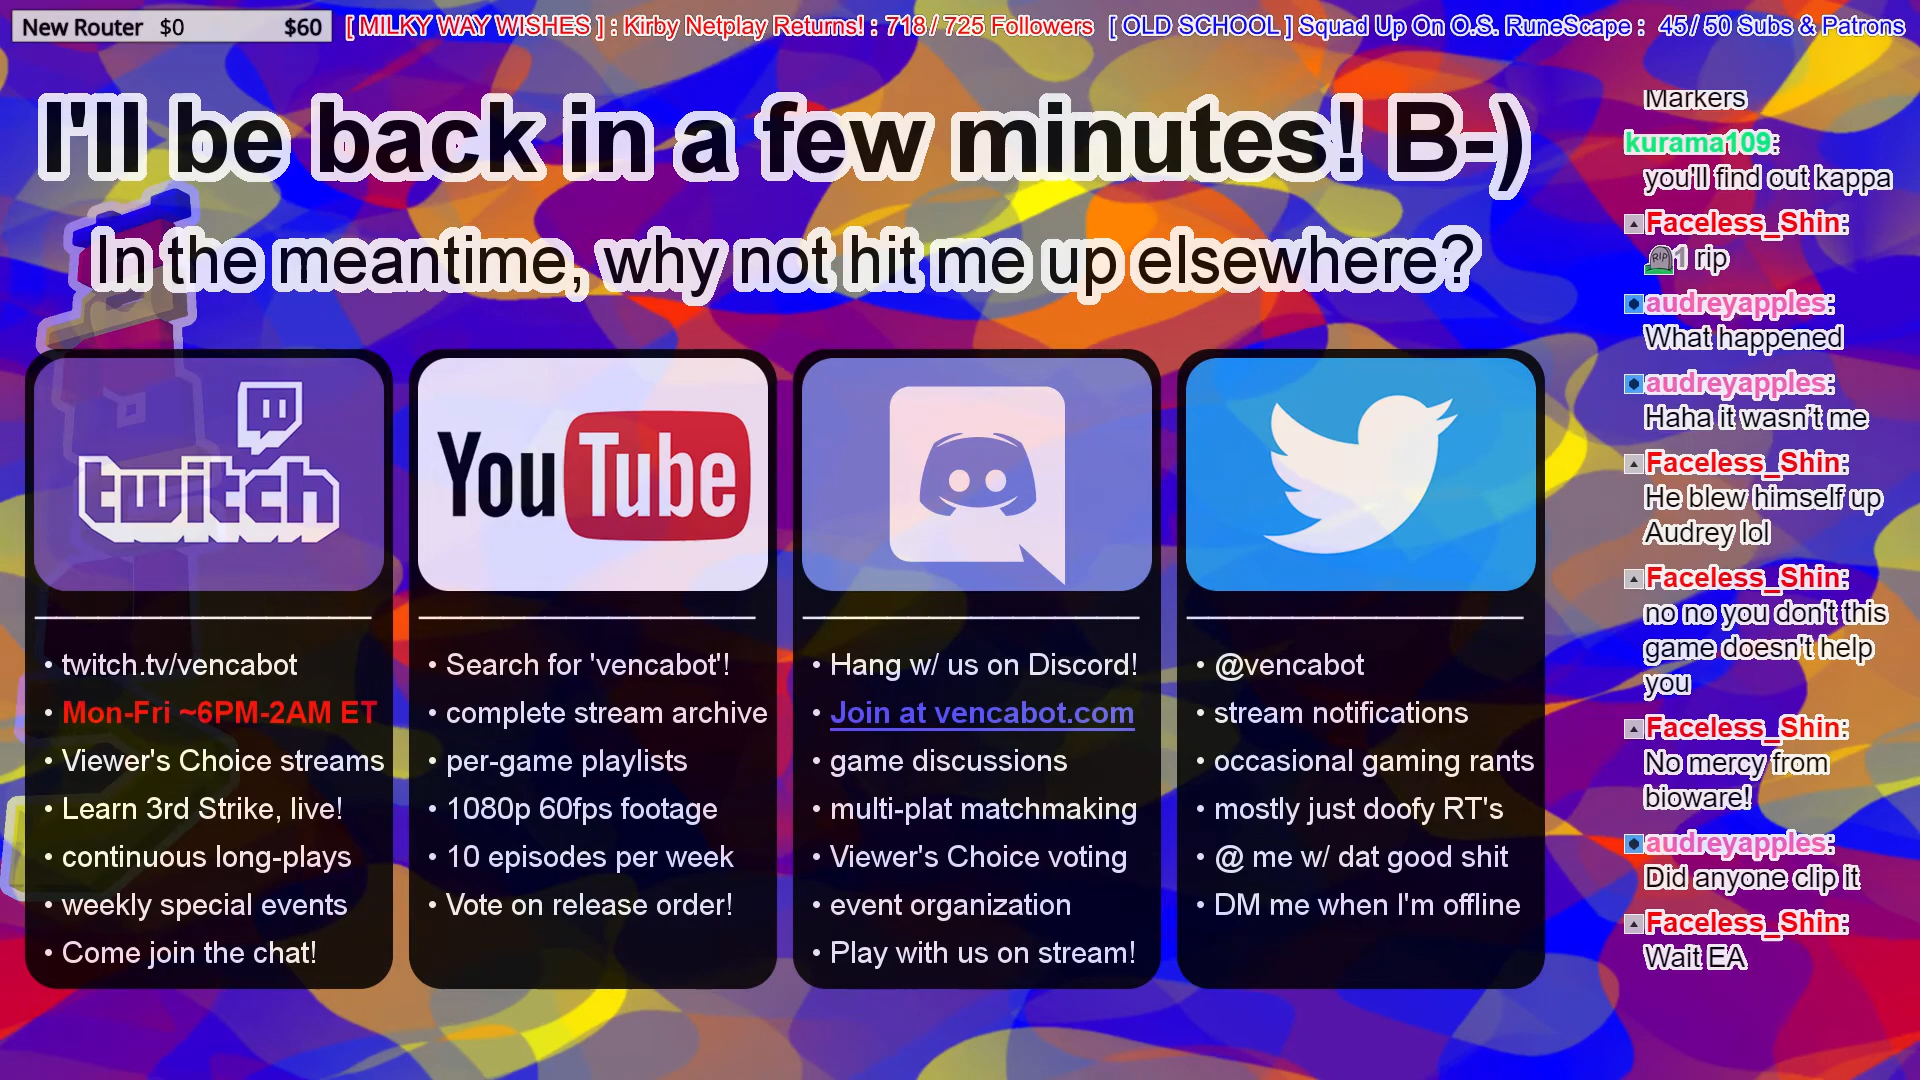 New Router $0 $60 [ MILKY WAY WISHES ] : Kirby Netplay Returns! : 718 / 725 Followers [ OLD SCHOOL ] Squad Up On O.S. RuneScape : 45 / 50 Subs & Patrons
I'll be back in a few minutes! B-)
In the meantime, why not hit me up elsewhere?
twitch
• twitch.tv/vencabot
• Mon-Fri ~6PM-2AM ET
• Viewer's Choice streams
• Learn 3rd Strike, live!
• continuous long-plays
• weekly special events
• Come join the chat!
YouTube
• Search for 'vencabot'!
• complete stream archive
• per-game playlists
• 1080p 60fps footage
• 10 episodes per week
• Vote on release order!
• Hang w/ us on Discord!
• Join at vencabot.com
• game discussions
• multi-plat matchmaking
• Viewer's Choice voting
• event organization
• Play with us on stream!
• @vencabot
• stream notifications
• occasional gaming rants
• mostly just doofy RT's
• @ me w/ dat good shit
• DM me when I'm offline
Markers
kurama109:
you'll find out kappa
Faceless_Shin:
RIP 1 rip
audreyapples:
What happened
audreyapples:
Haha it wasn't me
Faceless_Shin:
He blew himself up
Audrey lol
Faceless_Shin:
no no you don't this
game doesn't help
you
Faceless_Shin:
No mercy from
bioware!
audreyapples:
Did anyone clip it
Faceless_Shin:
Wait EA